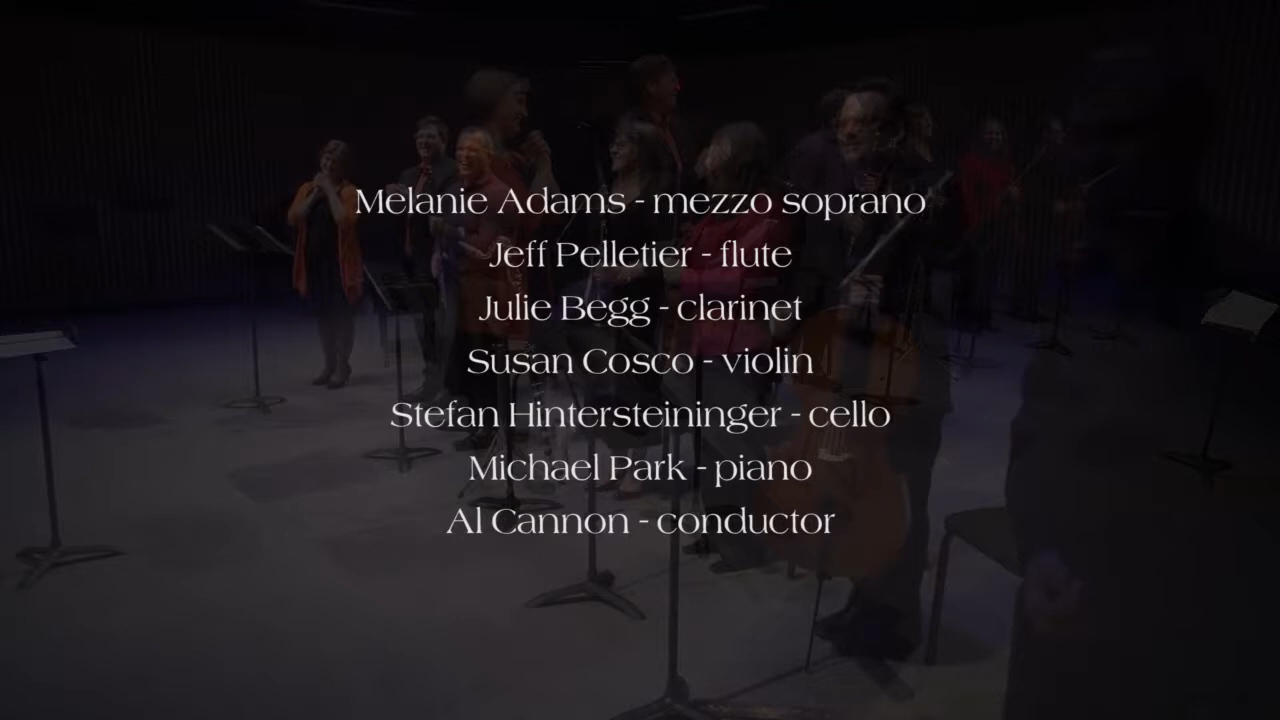 Melanie Adams - mezzo soprano
Jeff Pelletier - flute
Julie Begg - clarinet
Susan Cosco - violin
Stefan Hintersteininger - cello
Michael Park - piano
Al Cannon - conductor